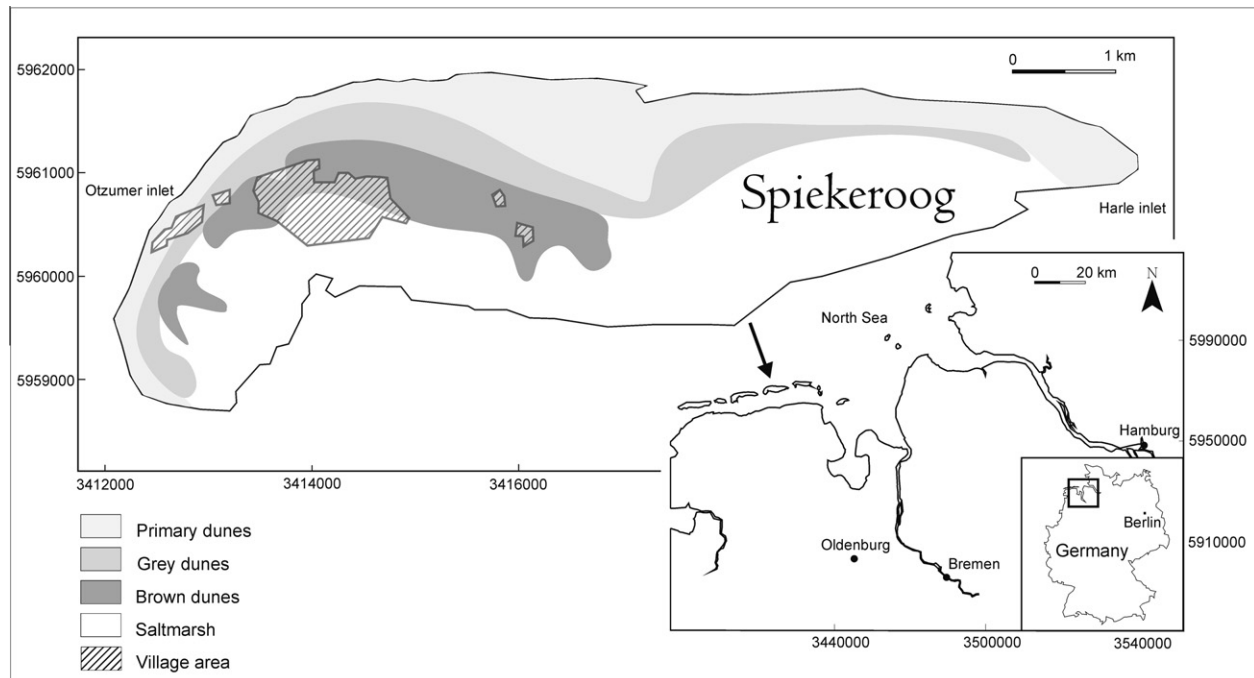 5962000
5961000
5960000
5959000
3412000
3414000
3416000
0 1 km
Otzumer inlet
Spiekeroog
Harle inlet
Primary dunes
Grey dunes
Brown dunes
Saltmarsh
Village area
0 20 km
N
North Sea
Hamburg
Oldenburg
Bremen
5990000
5950000
5910000
3440000
3500000
3540000
Berlin
Germany